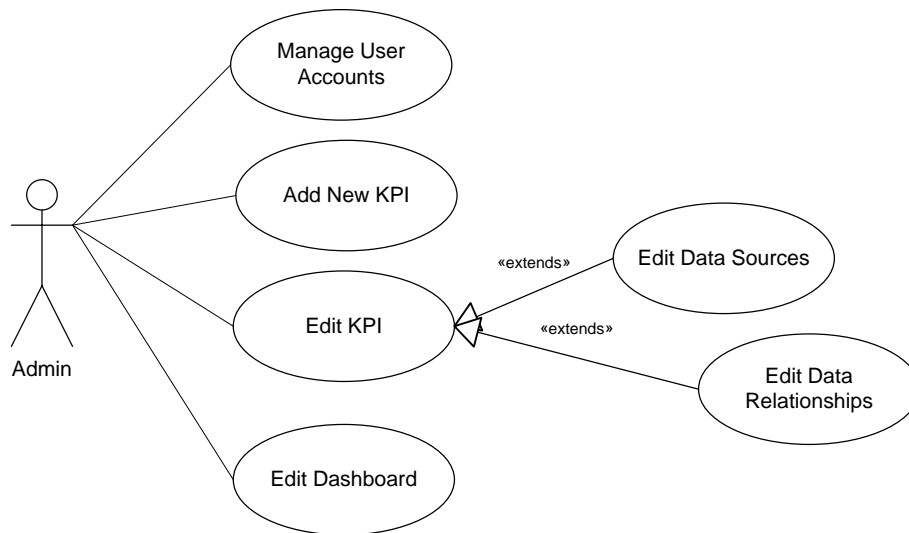 Manage User
Accounts
Add New KPI
Edit Data Sources
«extends»
Edit KPI
«extends»
Admin
Edit Data
Relationships
Edit Dashboard